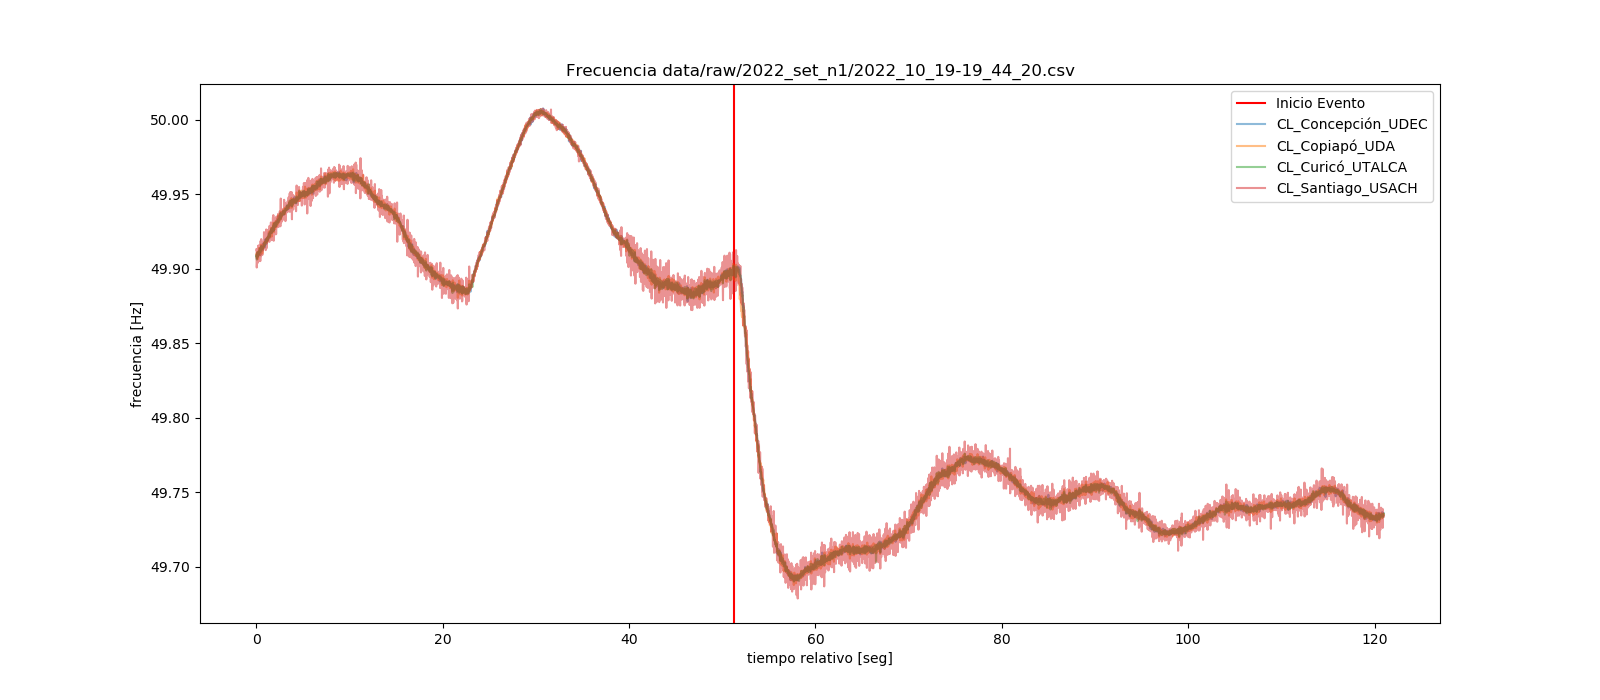 Frecuencia data/raw/2022_set_n1/2022_10_19-19_44_20.csv
Inicio Evento
CL_Concepción_UDEC
CL_Copiapó_UDA
CL_Curicó_UTALCA
CL_Santiago_USACH
frecuencia [Hz]
50.00
49.95
49.90
49.85
49.80
49.75
49.70
0 20 40 60 80 100 120
tiempo relativo [seg]